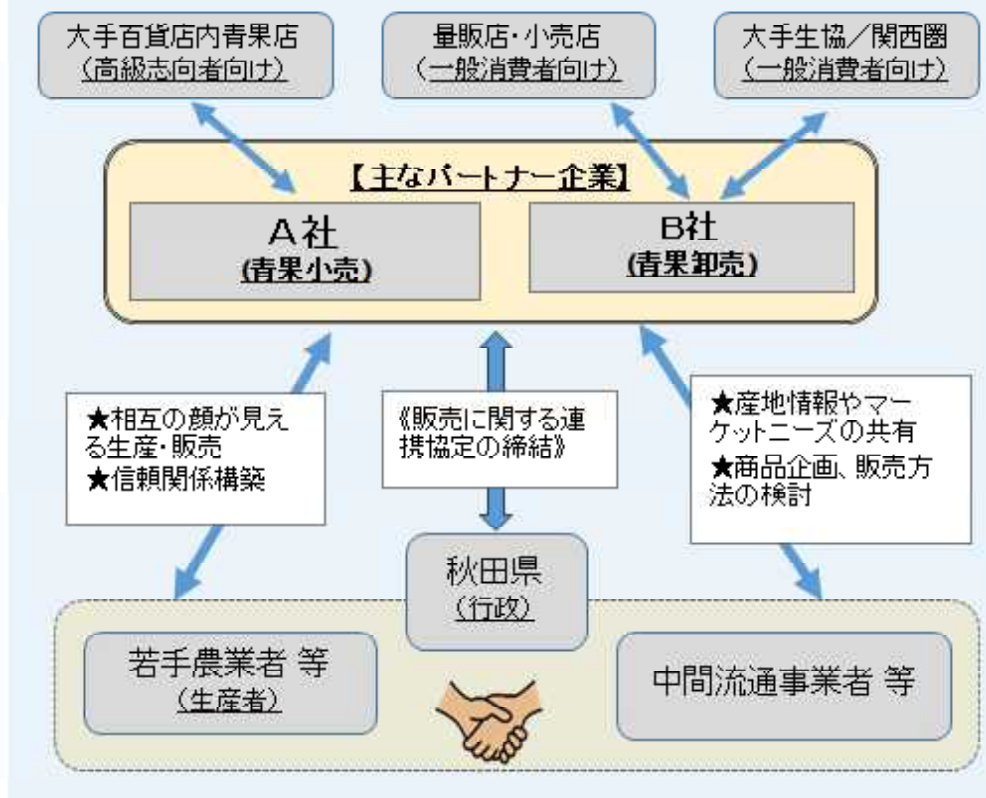 大手百貨店内青果店
（高級志向者向け）
量販店・小売店
（一般消費者向け）
大手生協／関西圏
（一般消費者向け）
【主なパートナー企業】
Ａ社
（青果小売）
Ｂ社
（青果卸売）
★相互の顔が見え
る生産・販売
★信頼関係構築
《販売に関する連
携協定の締結》
★産地情報やマー
ケットニーズの共有
★商品企画、販売方
法の検討
秋田県
（行政）
若手農業者 等
（生産者）
中間流通事業者 等